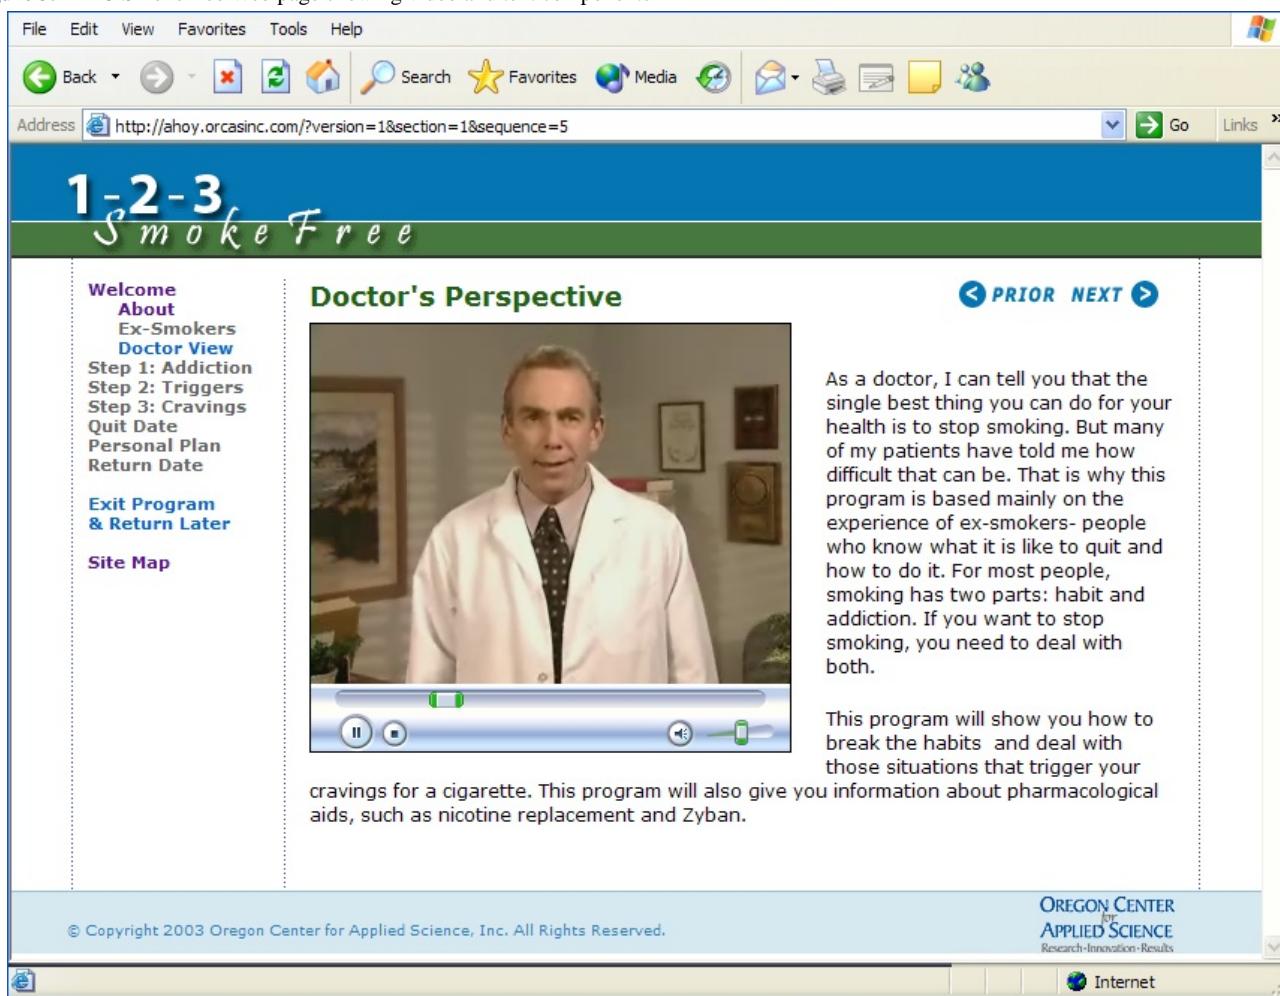 File Edit View Favorites Tools Help
Back Search Favorites Media
Address http://ahoy.orcasinc.com/?version=1&section=1&sequence=5 Go Links »
1-2-3
SmokeFree
Welcome
About
Ex-Smokers
Doctor View
Step 1: Addiction
Step 2: Triggers
Step 3: Cravings
Quit Date
Personal Plan
Return Date
Exit Program
& Return Later
Site Map
Doctor's Perspective
PRIOR NEXT
As a doctor, I can tell you that the
single best thing you can do for your
health is to stop smoking. But many
of my patients have told me how
difficult that can be. That is why this
program is based mainly on the
experience of ex-smokers- people
who know what it is like to quit and
how to do it. For most people,
smoking has two parts: habit and
addiction. If you want to stop
smoking, you need to deal with
both.
This program will show you how to
break the habits and deal with
those situations that trigger your
cravings for a cigarette. This program will also give you information about pharmacological
aids, such as nicotine replacement and Zyban.
© Copyright 2003 Oregon Center for Applied Science, Inc. All Rights Reserved.
OREGON CENTER
for
APPLIED SCIENCE
Research·Innovation·Results
Internet